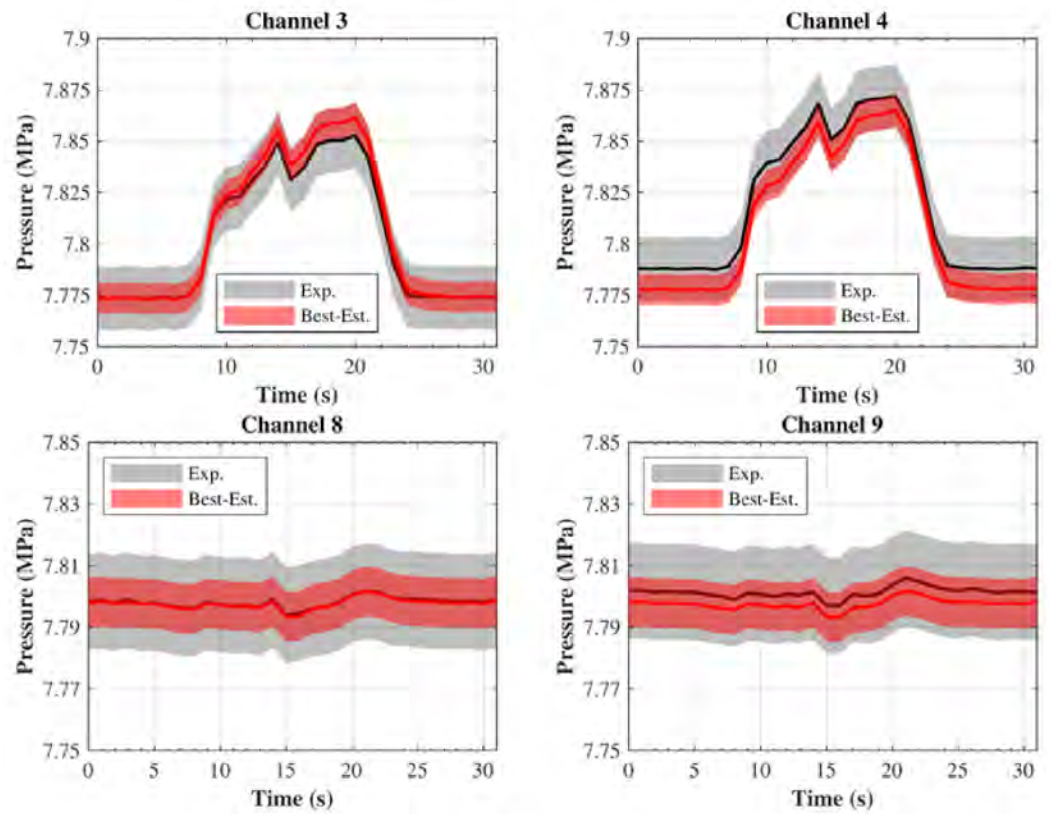 Channel 3
Pressure (MPa)
7.9
7.875
7.85
7.825
7.8
7.775
7.75
Exp.
Best-Est.
0
10
20
30
Time (s)
Channel 4
Pressure (MPa)
7.9
7.875
7.85
7.825
7.8
7.775
7.75
Exp.
Best-Est.
0
10
20
30
Time (s)
Channel 8
Pressure (MPa)
7.85
7.83
7.81
7.79
7.77
7.75
Exp.
Best-Est.
0
5
10
15
20
25
30
Time (s)
Channel 9
Pressure (MPa)
7.85
7.83
7.81
7.79
7.77
7.75
Exp.
Best-Est.
0
5
10
15
20
25
30
Time (s)